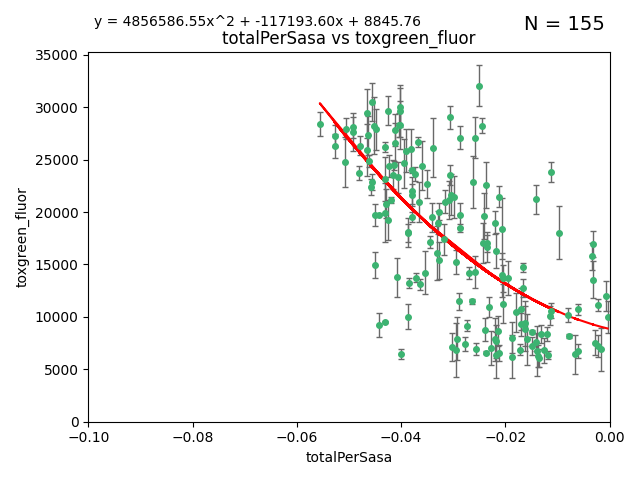 y = 4856586.55x^2 + -117193.60x + 8845.76
N = 155
totalPerSasa vs toxgreen_fluor
35000
30000
25000
20000
15000
10000
5000
0
toxgreen_fluor
−0.10
−0.08
−0.06
−0.04
−0.02
0.00
totalPerSasa